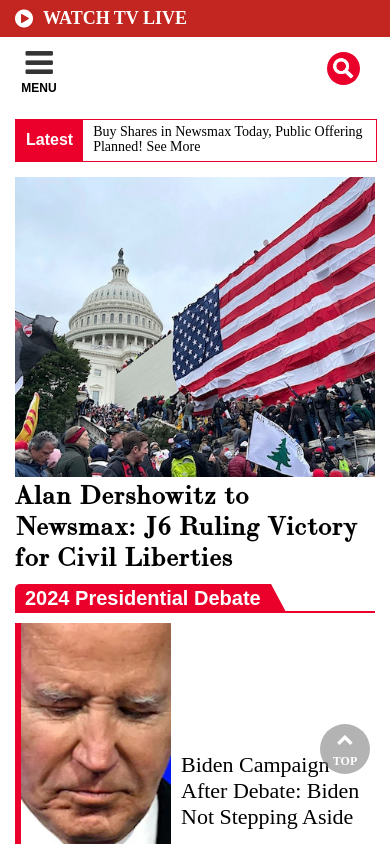 WATCH TV LIVE
MENU
Latest
Buy Shares in Newsmax Today, Public Offering
Planned! See More
Alan Dershowitz to
Newsmax: J6 Ruling Victory
for Civil Liberties
2024 Presidential Debate
Biden Campaign
After Debate: Biden
Not Stepping Aside
TOP